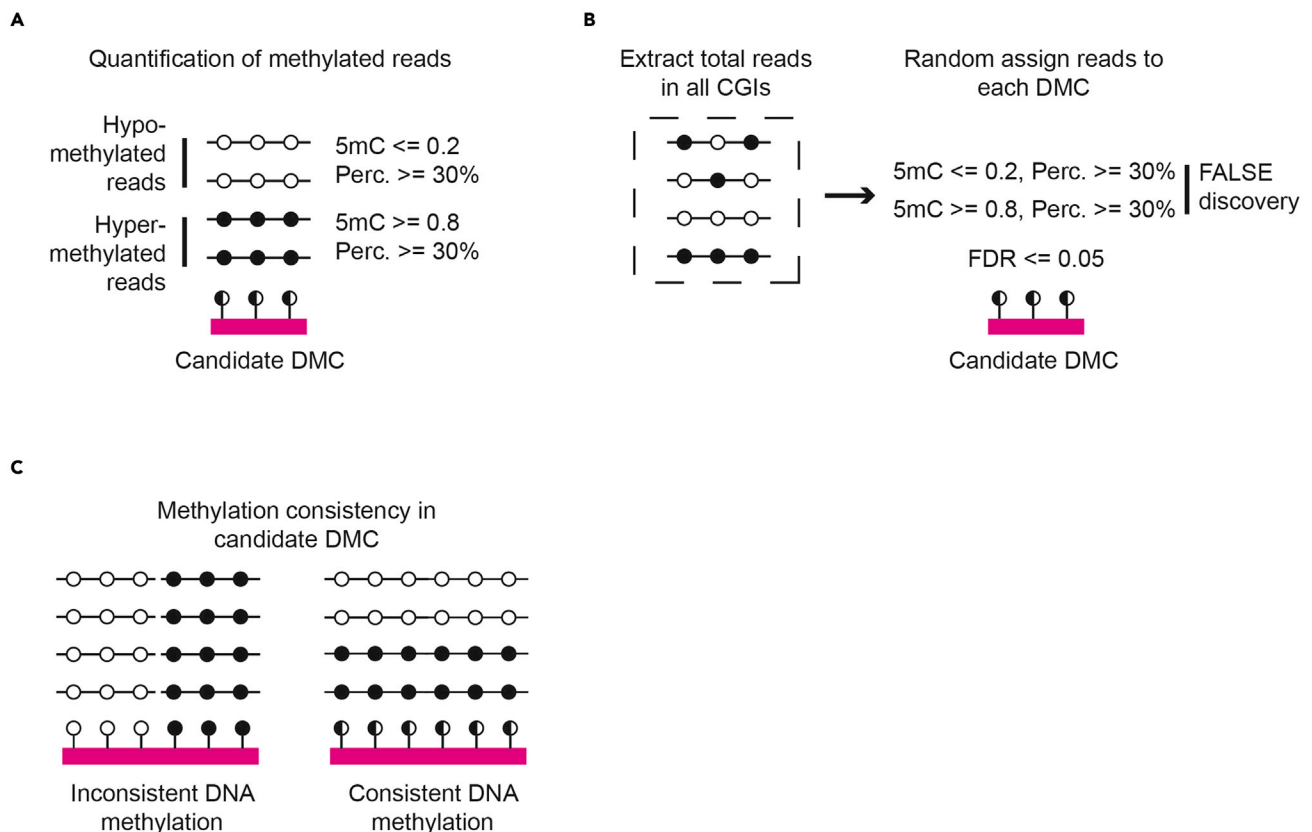 A
Quantification of methylated reads
Hypo-
methylated
reads
5mC <= 0.2
Perc. >= 30%
Hyper-
methylated
reads
5mC >= 0.8
Perc. >= 30%
Candidate DMC
B
Extract total reads
in all CGIs
Random assign reads to
each DMC
5mC <= 0.2, Perc. >= 30%
5mC >= 0.8, Perc. >= 30%
FALSE
discovery
FDR <= 0.05
Candidate DMC
C
Methylation consistency in
candidate DMC
Inconsistent DNA
methylation
Consistent DNA
methylation